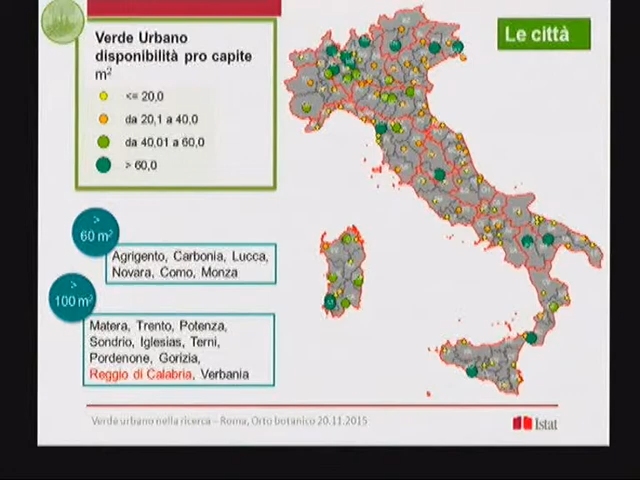 Verde Urbano
disponibilità pro capite
m²
<= 20,0
da 20,1 a 40,0
da 40,01 a 60,0
> 60,0
Le città
>
60 m²
Agrigento, Carbonia, Lucca,
Novara, Como, Monza
>
100 m²
Matera, Trento, Potenza,
Sondrio, Iglesias, Terni,
Pordenone, Gorizia,
Reggio di Calabria, Verbania
Verde urbano nella ricerca – Roma, Orto botanico 20.11.2015
Istat